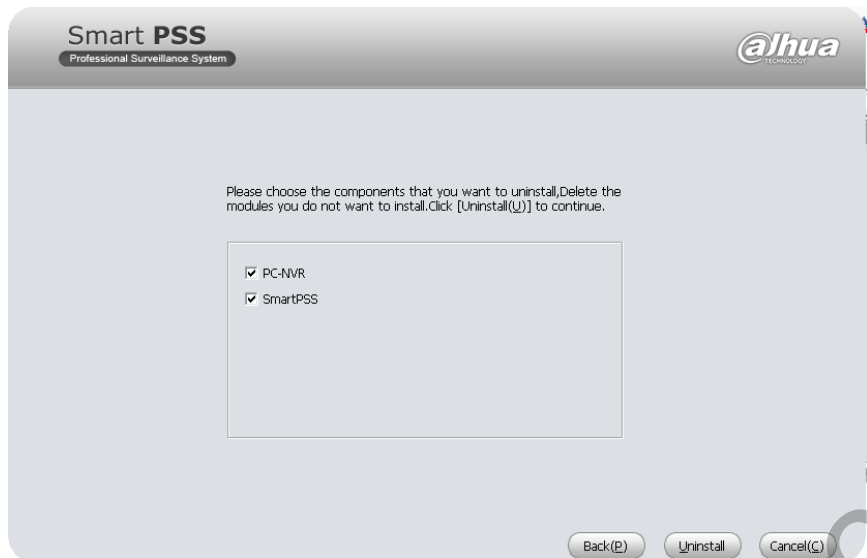 Smart PSS
Professional Surveillance System
alhua
TECHNOLOGY
Please choose the components that you want to uninstall,Delete the
modules you do not want to install.Click [Uninstall(U)] to continue.
PC-NVR
SmartPSS
Back(P)
Uninstall
Cancel(C)